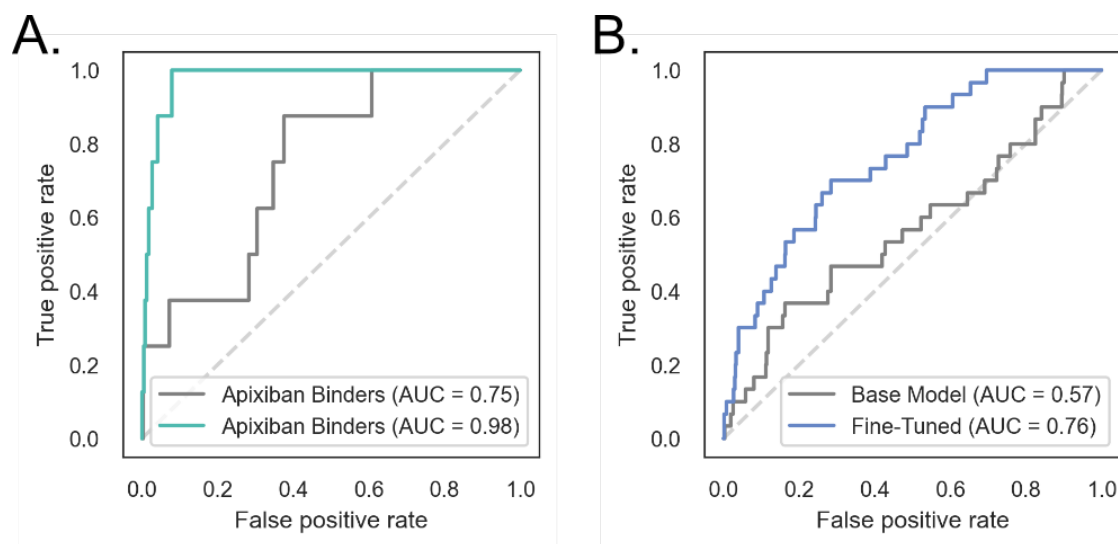 A.
1.0
0.8
0.6
0.4
0.2
0.0
True positive rate
Apixiban Binders (AUC = 0.75)
Apixiban Binders (AUC = 0.98)
0.0 0.2 0.4 0.6 0.8 1.0
False positive rate
B.
1.0
0.8
0.6
0.4
0.2
0.0
True positive rate
Base Model (AUC = 0.57)
Fine-Tuned (AUC = 0.76)
0.0 0.2 0.4 0.6 0.8 1.0
False positive rate